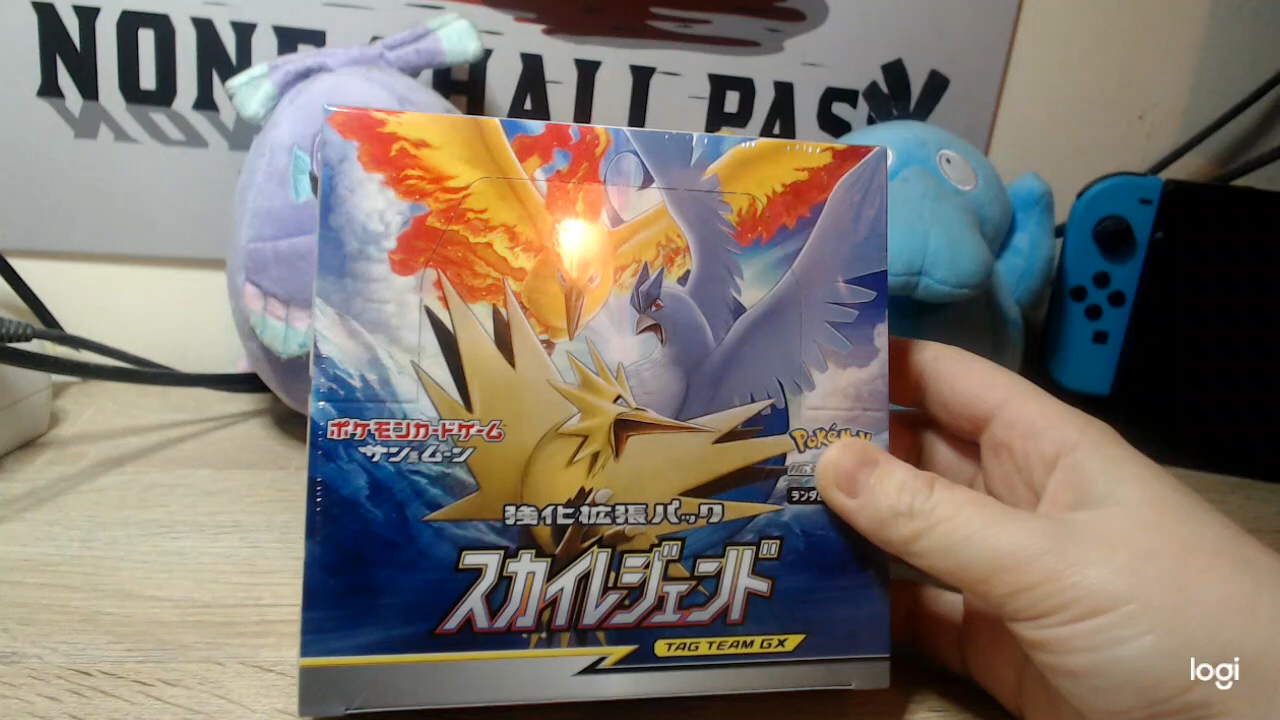 NONE SHALL PASS
ポケモンカードゲーム
サン&ムーン
Pokémon
強化拡張パック
スカイレジェンド
TAG TEAM GX
logi